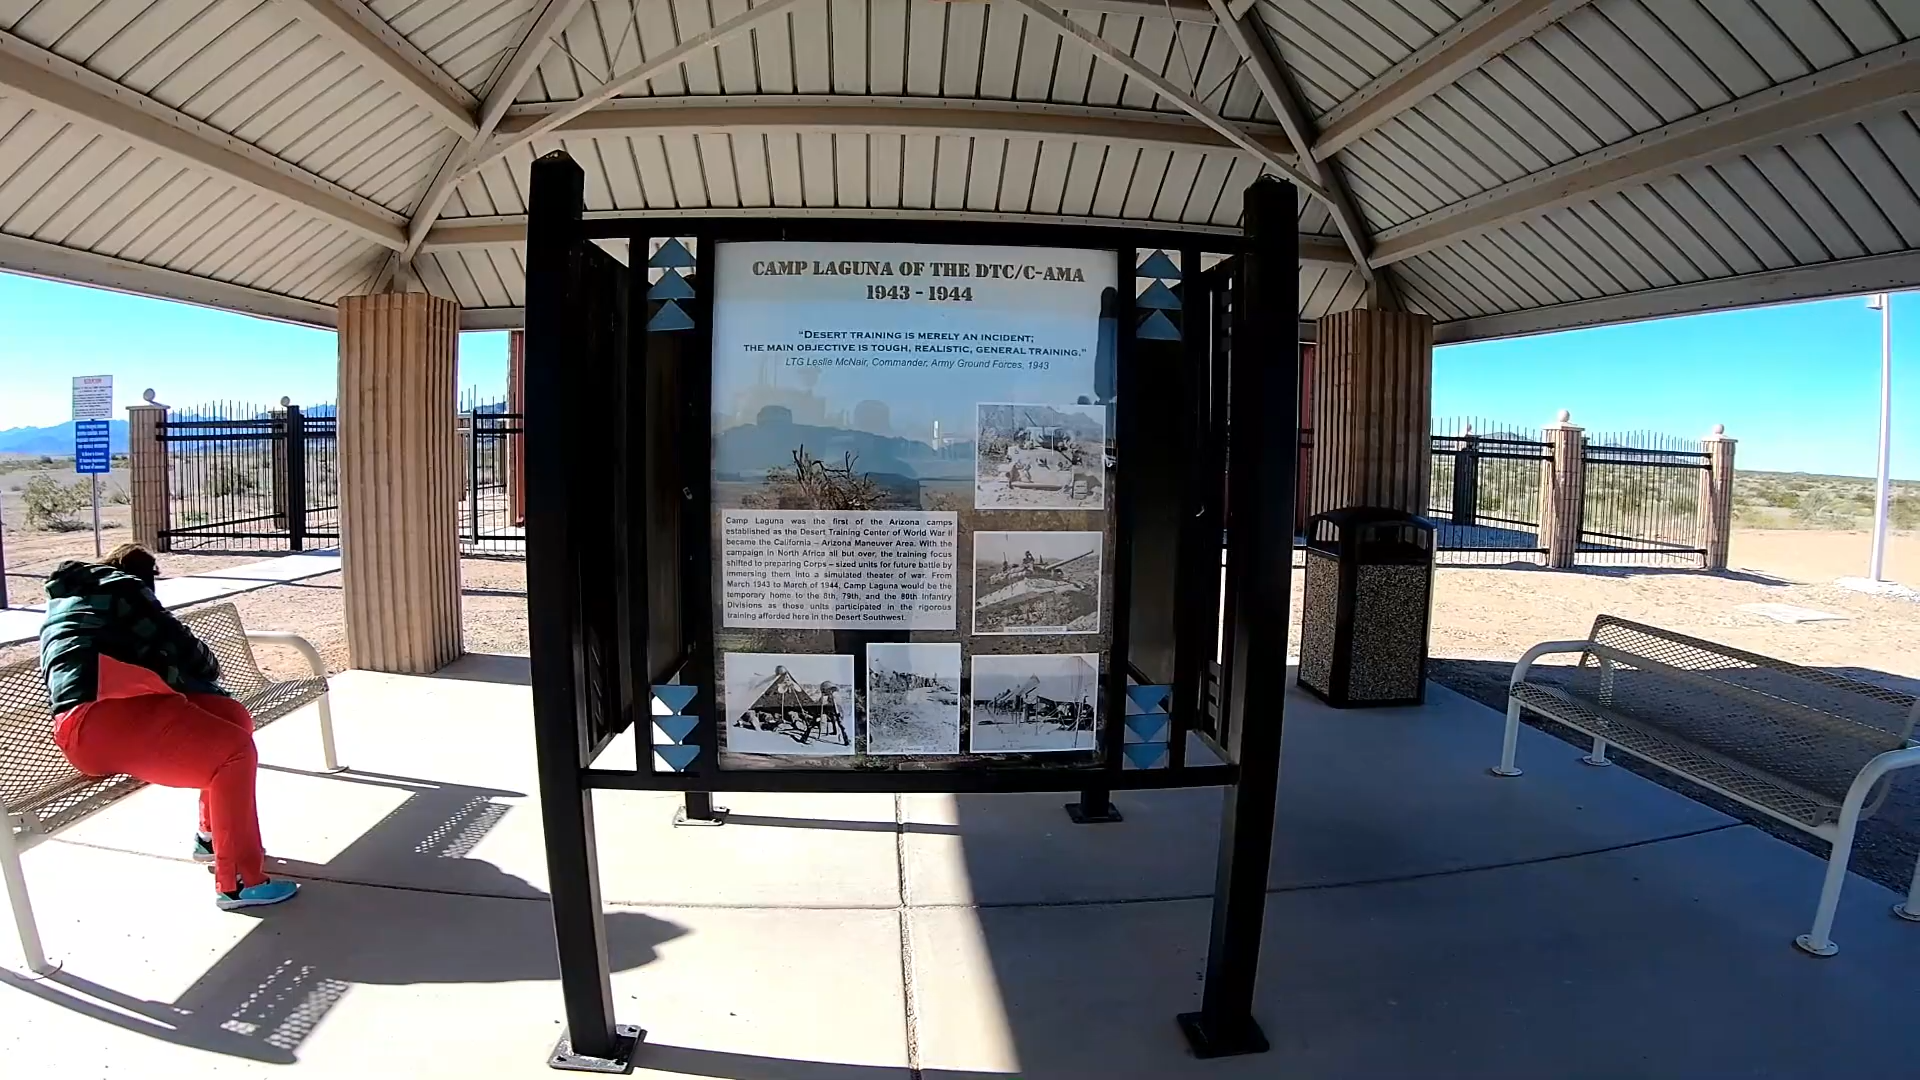 CAMP LAGUNA OF THE DTC/C-AMA
1943 - 1944
"DESERT TRAINING IS MERELY AN INCIDENT;
THE MAIN OBJECTIVE IS TOUGH, REALISTIC, GENERAL TRAINING."
LTG Leslie McNair, Commander, Army Ground Forces, 1943
Camp Laguna was the first of the Arizona camps
established as the Desert Training Center of World War II
became the California – Arizona Maneuver Area. With the
campaign in North Africa all but over, the training focus
shifted to preparing Corps – sized units for future battle by
immersing them into a simulated theater of war. From
March 1943 to March of 1944, Camp Laguna would be the
temporary home to the 8th, 79th, and the 80th Infantry
Divisions as those units participated in the rigorous
training afforded here in the Desert Southwest.